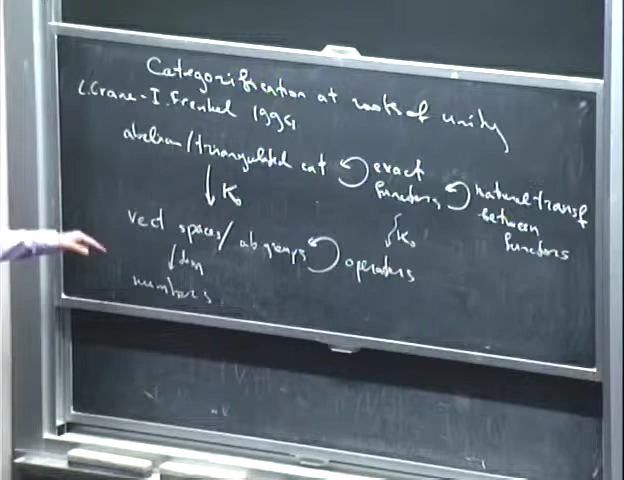 Categorification at roots of unity
L. Crane - I. Frenkel 1994
abelian/triangulated cat exact functors natural transf between functors
K₀ K₀
vect spaces/ab groups operators
dim
numbers